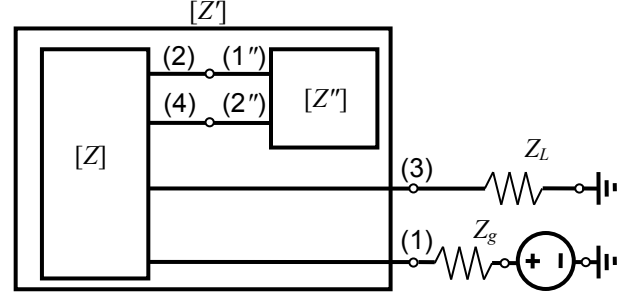 [Z′]
(2) (1″)
(4) (2″)
[Z″]
[Z]
(3)
Z_L
(1)
Z_g
+ −